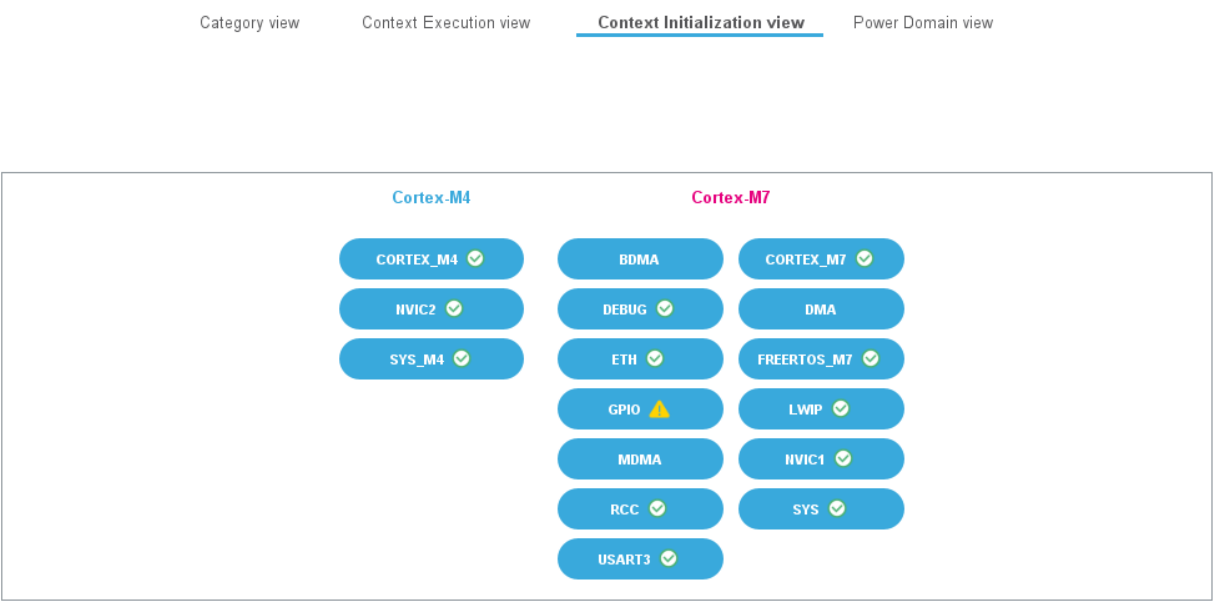 Category view Context Execution view Context Initialization view Power Domain view
Cortex-M4 Cortex-M7
CORTEX_M4 BDMA CORTEX_M7
NVIC2 DEBUG DMA
SYS_M4 ETH FREERTOS_M7
GPIO LWIP
MDMA NVIC1
RCC SYS
USART3